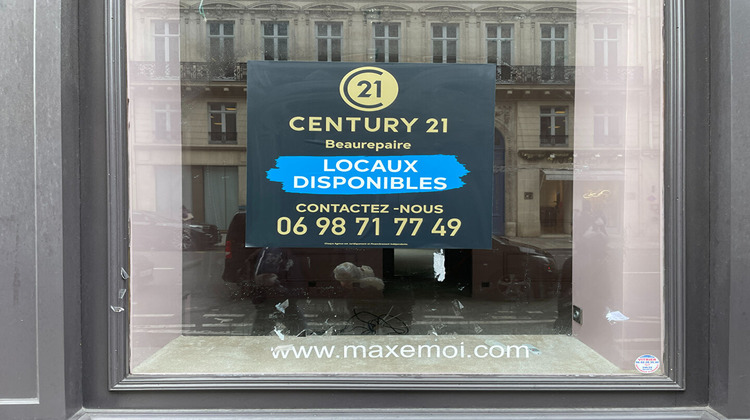 21
CENTURY 21
Beaurepaire
LOCAUX
DISPONIBLES
CONTACTEZ -NOUS
06 98 71 77 49
www.maxemoi.com